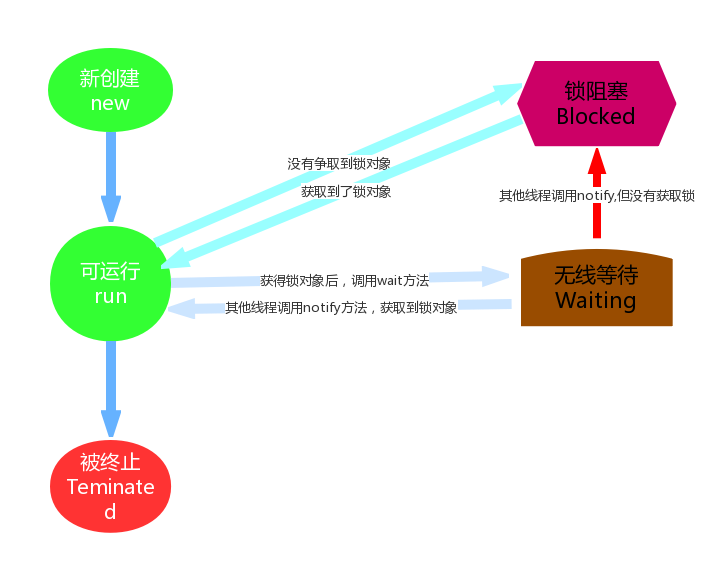 新创建
new
锁阻塞
Blocked
没有争取到锁对象
获取到了锁对象
其他线程调用notify,但没有获取锁
可运行
run
获得锁对象后，调用wait方法
其他线程调用notify方法，获取到锁对象
无线等待
Waiting
被终止
Teminate
d